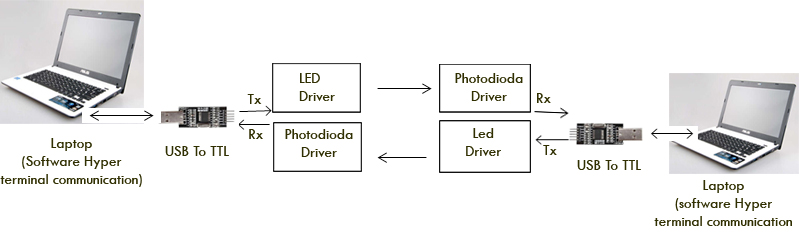 LED
Driver
Photodioda
Driver
Tx
Rx
Rx
Photodioda
Driver
Led
Driver
Tx
USB To TTL
USB To TTL
Laptop
(Software Hyper
terminal communication)
Laptop
(software Hyper
terminal communication